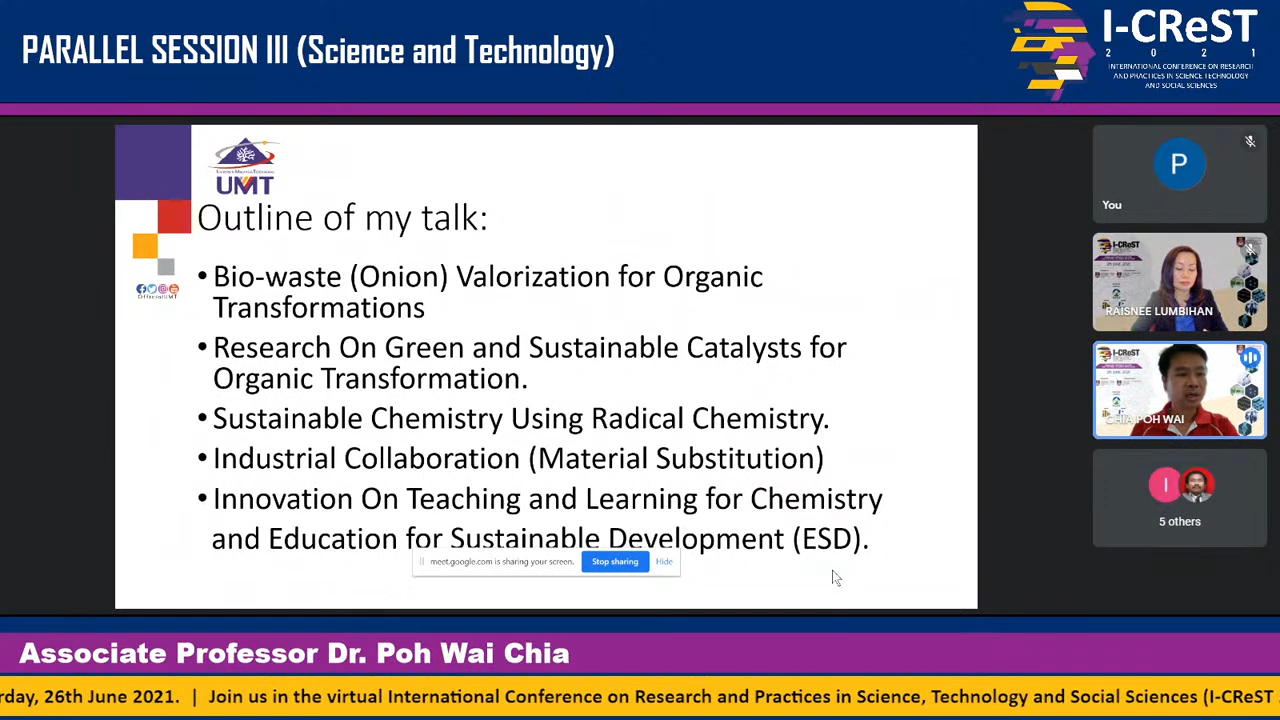 PARALLEL SESSION III (Science and Technology)
I-CReST
2 0 2 1
INTERNATIONAL CONFERENCE ON RESEARCH
AND PRACTICES IN SCIENCE TECHNOLOGY
AND SOCIAL SCIENCES
UMT
Outline of my talk:
• Bio-waste (Onion) Valorization for Organic
Transformations
• Research On Green and Sustainable Catalysts for
Organic Transformation.
• Sustainable Chemistry Using Radical Chemistry.
• Industrial Collaboration (Material Substitution)
• Innovation On Teaching and Learning for Chemistry
and Education for Sustainable Development (ESD).
OfficialUMT
meet.google.com is sharing your screen.
Stop sharing
Hide
P
You
I-CReST
RAISNEE LUMBIHAN
I-CReST
CHIA POH WAI
I
5 others
Associate Professor Dr. Poh Wai Chia
rday, 26th June 2021. | Join us in the virtual International Conference on Research and Practices in Science, Technology and Social Sciences (I-CReST